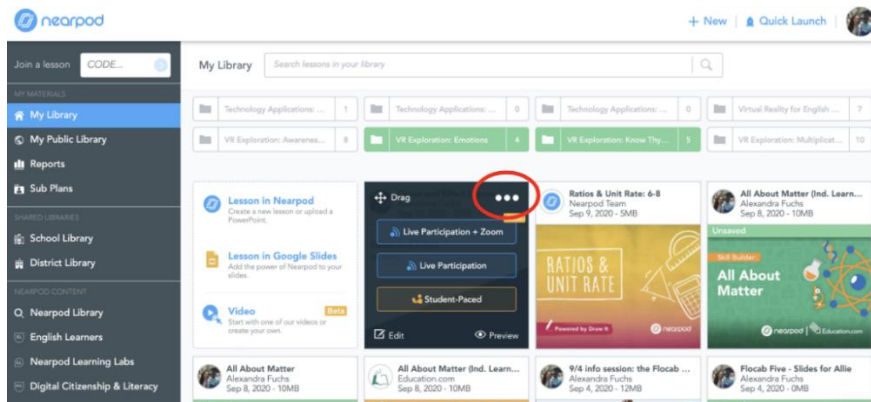 nearpod
+ New
Quick Launch
Join a lesson
CODE...
My Library
Search lessons in your library
MY MATERIALS
My Library
My Public Library
Reports
Sub Plans
SHARED LIBRARIES
School Library
District Library
NEARPOD CONTENT
Nearpod Library
English Learners
Nearpod Learning Labs
Digital Citizenship & Literacy
Technology Applications: ... 1
Technology Applications: ... 0
Technology Applications: ... 0
Virtual Reality for English ... 7
VR Exploration: Awarenes... 8
VR Exploration: Emotions 4
VR Exploration: Know Thy... 5
VR Exploration: Multiplicat... 10
Lesson in Nearpod
Create a new lesson or upload a
PowerPoint.
Lesson in Google Slides
Add the power of Nearpod to your
slides.
Video
Beta
Start with one of our videos or
create your own.
Drag
Live Participation + Zoom
Live Participation
Student-Paced
Edit
Preview
Ratios & Unit Rate: 6-8
Nearpod Team
Sep 9, 2020 - 5MB
RATIOS &
UNIT RATE
Powered by Draw It
nearpod
All About Matter (Ind. Learn...
Alexandra Fuchs
Sep 8, 2020 - 10MB
Unsaved
Skill Builder
All About
Matter
nearpod
Education.com
All About Matter
Alexandra Fuchs
Sep 8, 2020 - 10MB
All About Matter (Ind. Learn...
Education.com
Sep 8, 2020 - 10MB
9/4 info session: the Flocab ...
Alexandra Fuchs
Sep 4, 2020 - 12MB
Flocab Five - Slides for Allie
Alexandra Fuchs
Sep 4, 2020 - 0MB